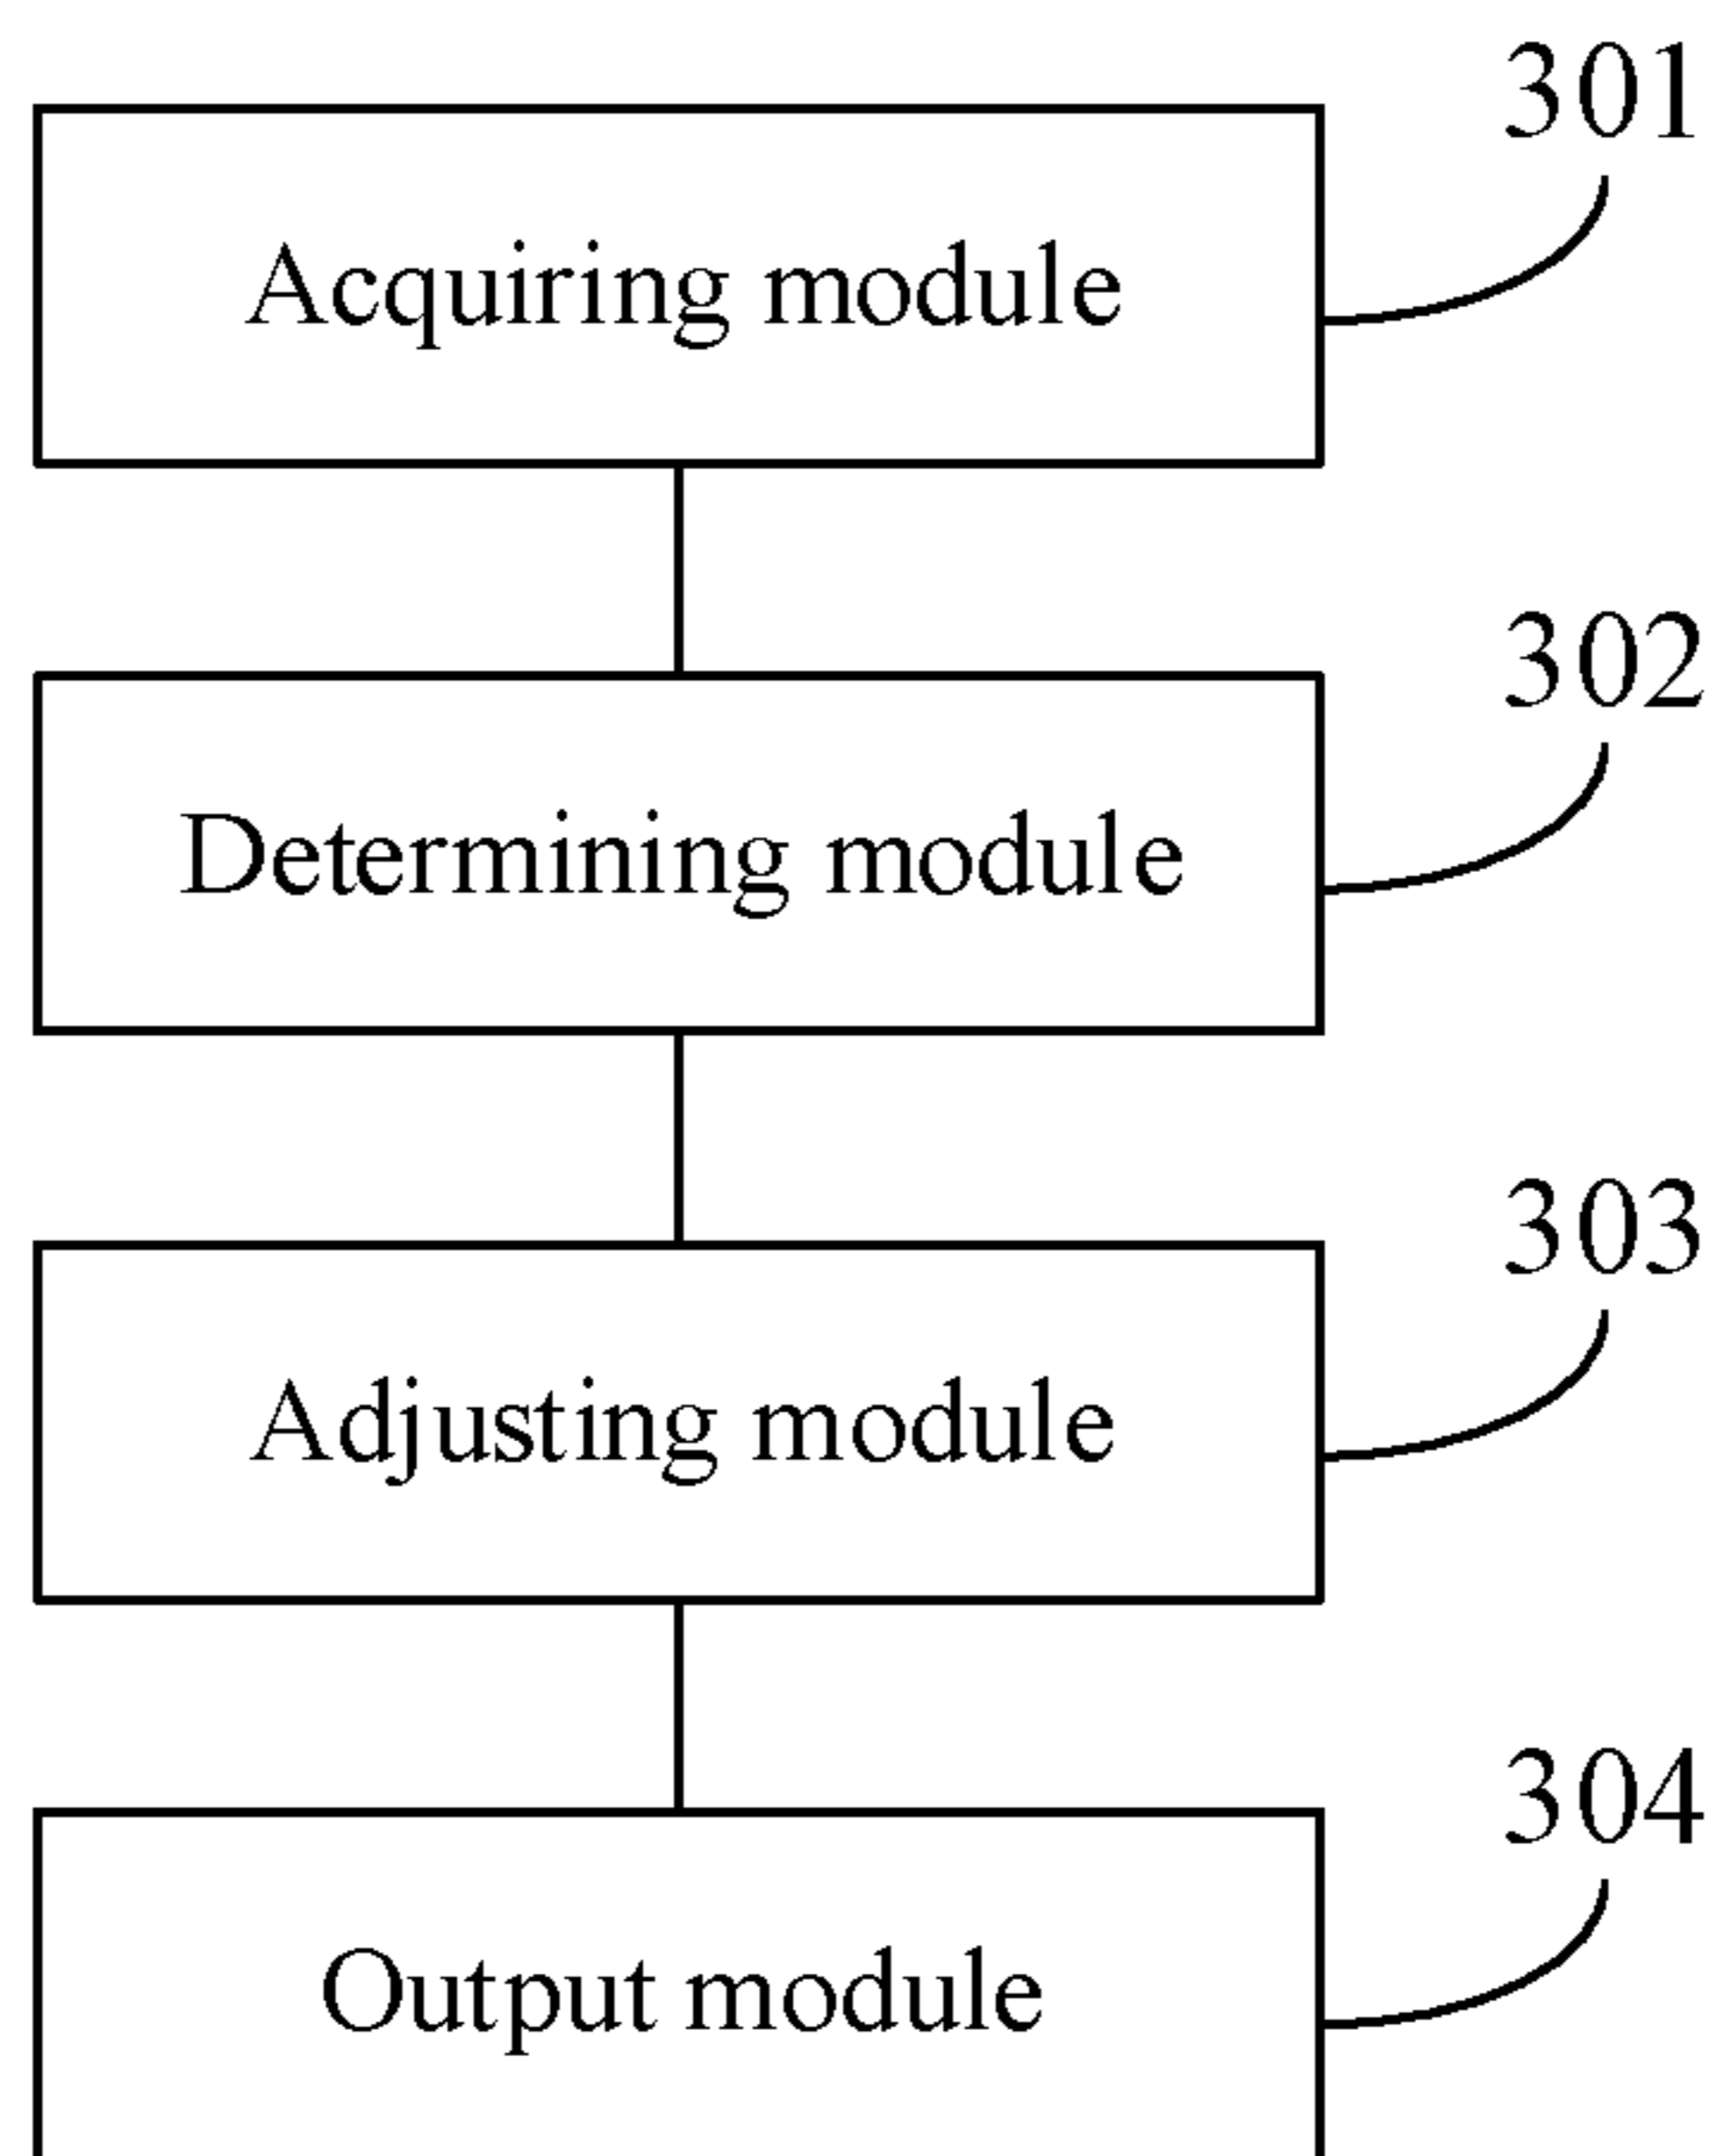 301
Acquiring module
302
Determining module
303
Adjusting module
304
Output module